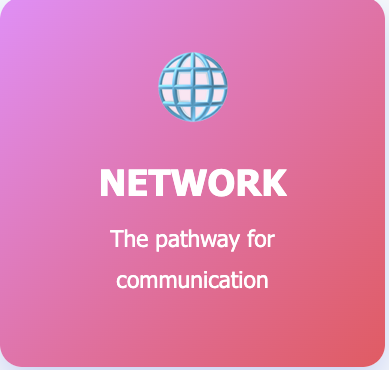 NETWORK
The pathway for
communication